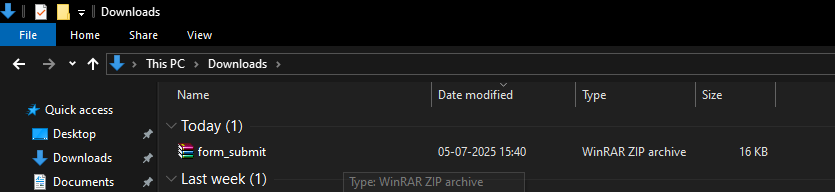 Downloads
File Home Share View
This PC Downloads
Name Date modified Type Size
Quick access
Today (1)
Desktop
form_submit 05-07-2025 15:40 WinRAR ZIP archive 16 KB
Downloads
Documents
Last week (1)
Type: WinRAR ZIP archive